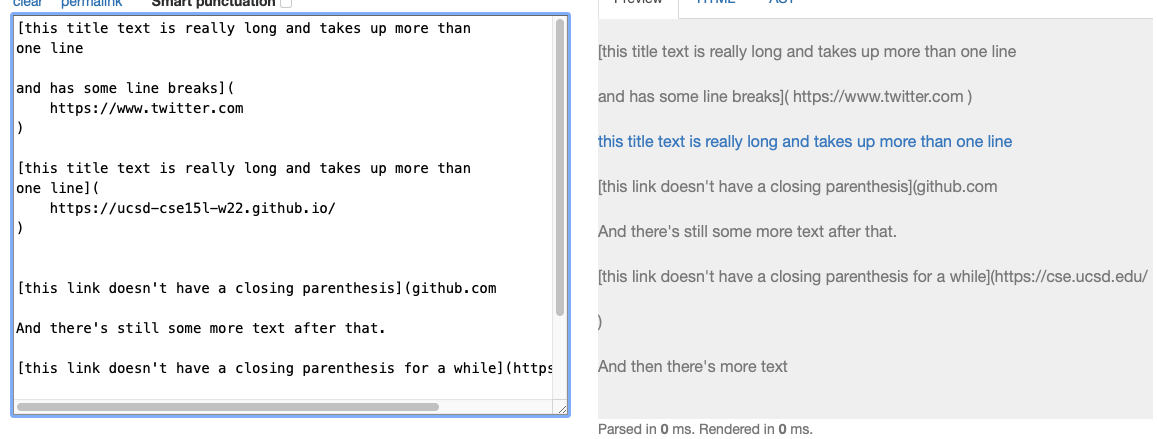 clear permalink Smart punctuation
[this title text is really long and takes up more than
one line
and has some line breaks](
https://www.twitter.com
)
[this title text is really long and takes up more than
one line](
https://ucsd-cse15l-w22.github.io/
)
[this link doesn't have a closing parenthesis](github.com
And there's still some more text after that.
[this link doesn't have a closing parenthesis for a while](https
Preview HTML AST
[this title text is really long and takes up more than one line
and has some line breaks]( https://www.twitter.com )
this title text is really long and takes up more than one line
[this link doesn't have a closing parenthesis](github.com
And there's still some more text after that.
[this link doesn't have a closing parenthesis for a while](https://cse.ucsd.edu/
)
And then there's more text
Parsed in 0 ms. Rendered in 0 ms.